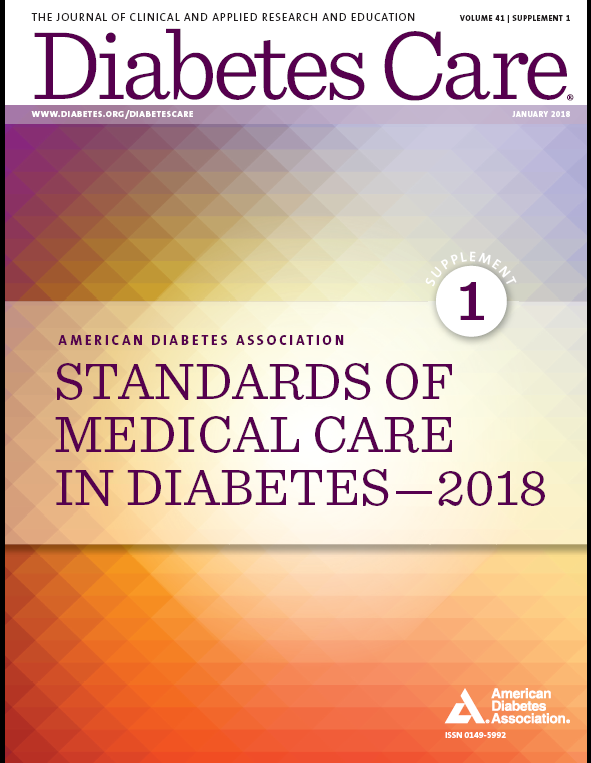 THE JOURNAL OF CLINICAL AND APPLIED RESEARCH AND EDUCATION
VOLUME 41 | SUPPLEMENT 1
Diabetes Care®
WWW.DIABETES.ORG/DIABETESCARE
JANUARY 2018
SUPPLEMENT
1
AMERICAN DIABETES ASSOCIATION
STANDARDS OF
MEDICAL CARE
IN DIABETES—2018
American
Diabetes
Association®
ISSN 0149-5992